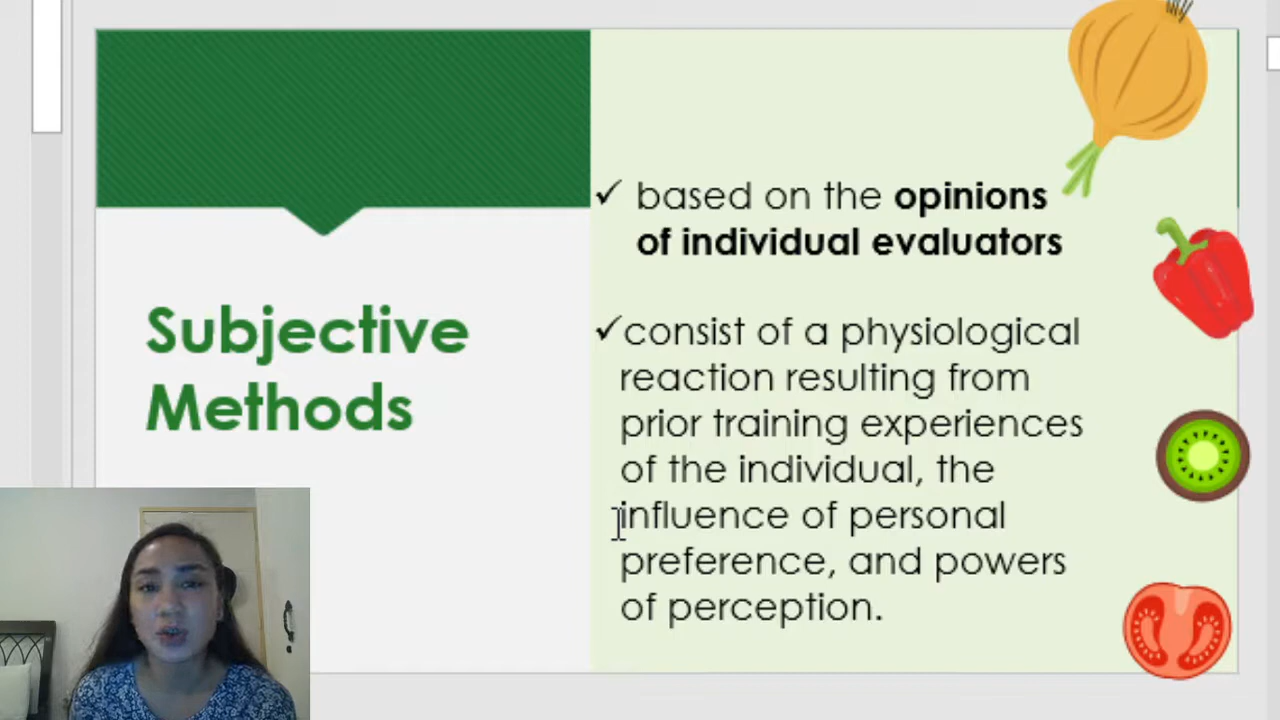 Subjective
Methods
✓ based on the opinions
of individual evaluators
✓consist of a physiological
reaction resulting from
prior training experiences
of the individual, the
influence of personal
preference, and powers
of perception.